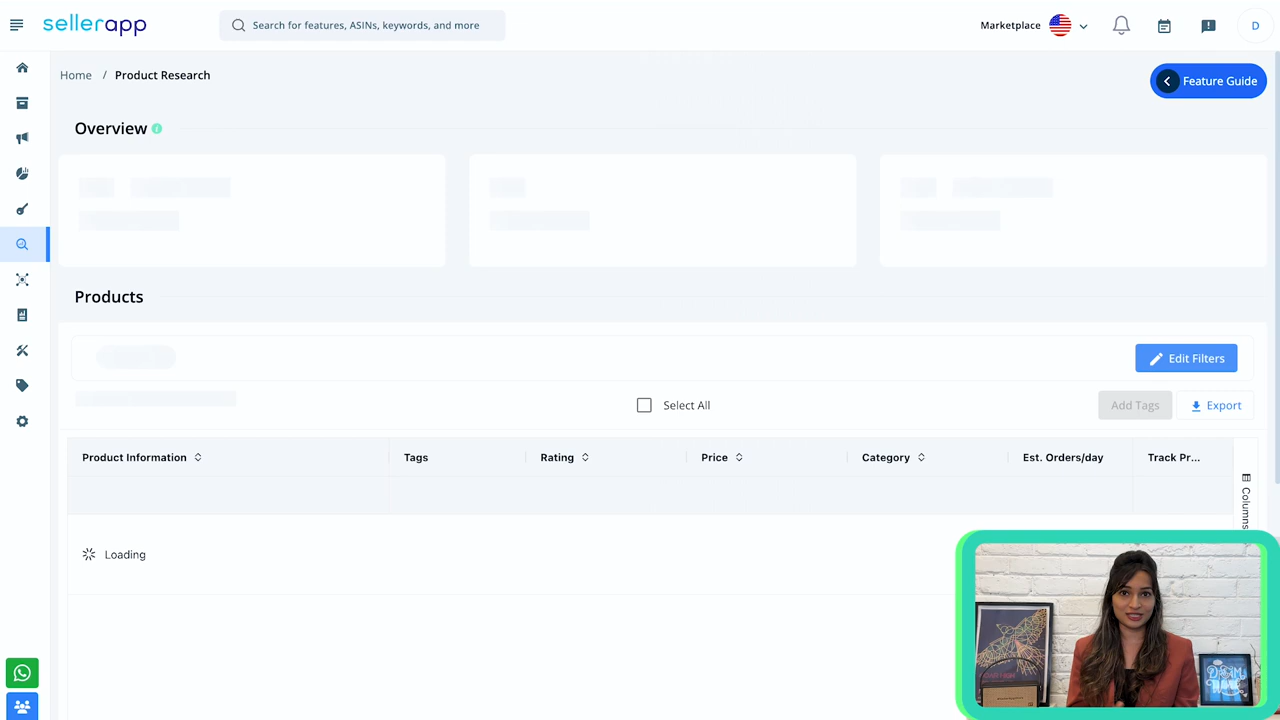 sellerapp
Search for features, ASINs, keywords, and more
Marketplace
D
Home / Product Research
Feature Guide
Overview
Products
Edit Filters
Select All
Add Tags
Export
Product Information
Tags
Rating
Price
Category
Est. Orders/day
Track Pr...
Columns
Loading